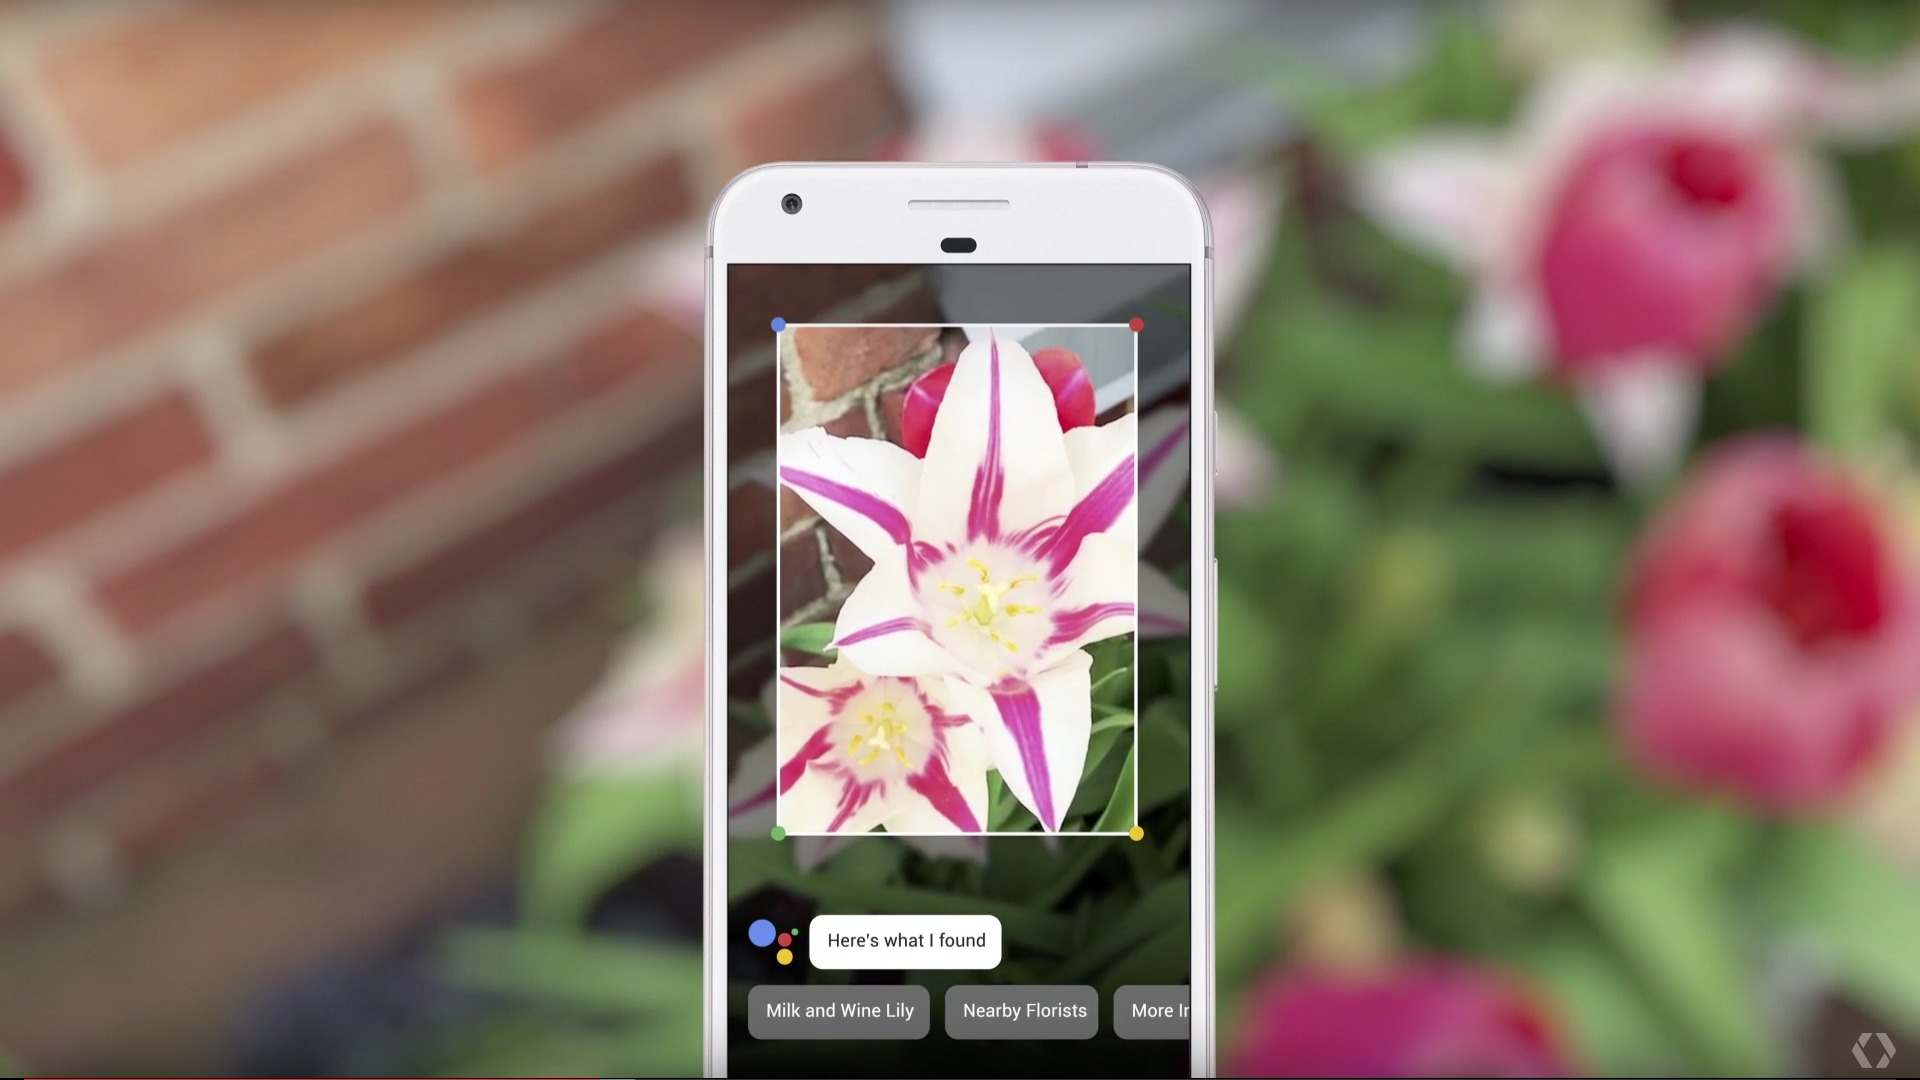 Here's what I found
Milk and Wine Lily
Nearby Florists
More